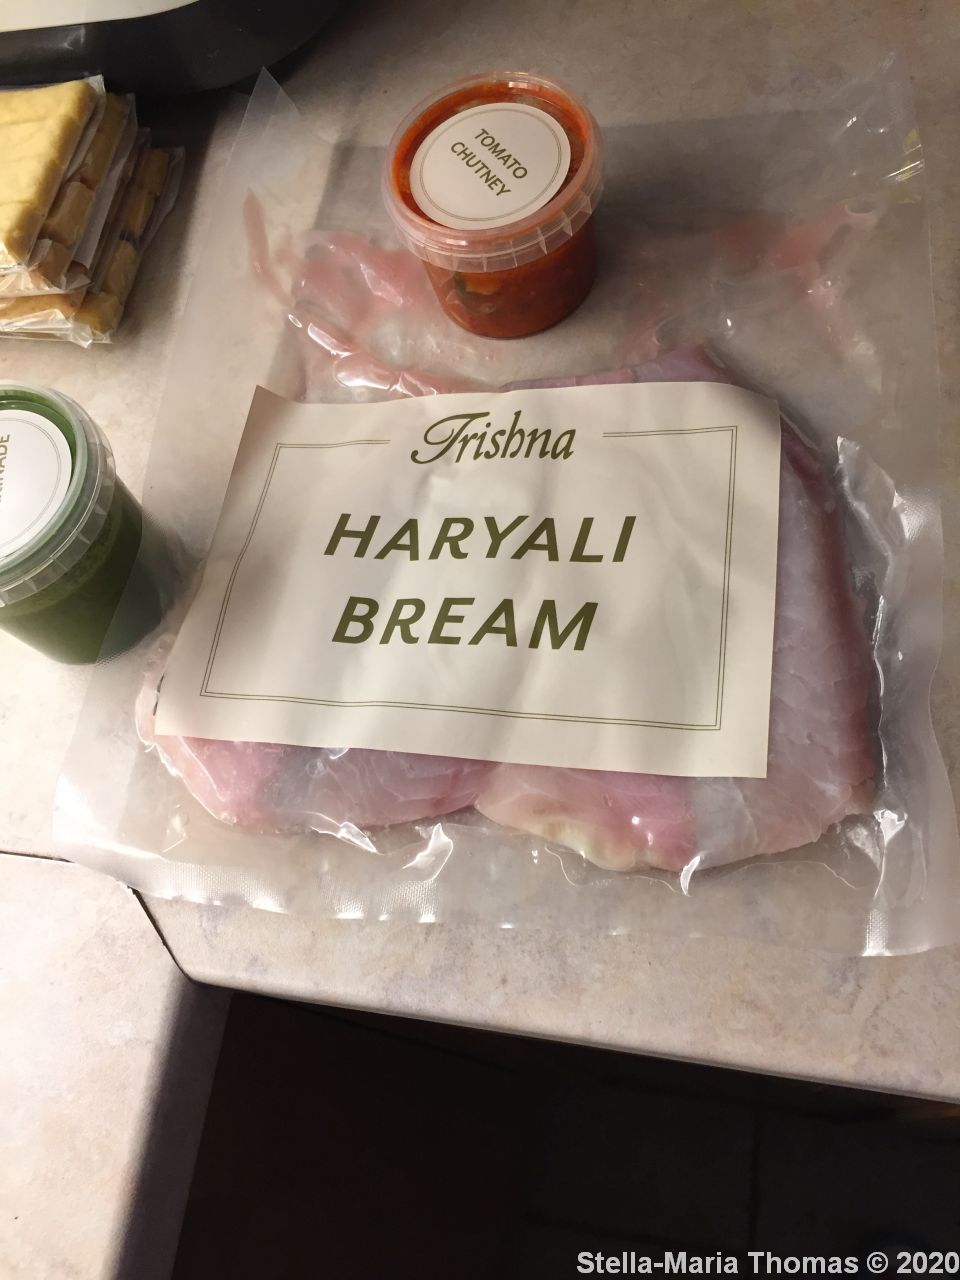 TOMATO
CHUTNEY
Trishna
HARYALI
BREAM
Stella-Maria Thomas © 2020